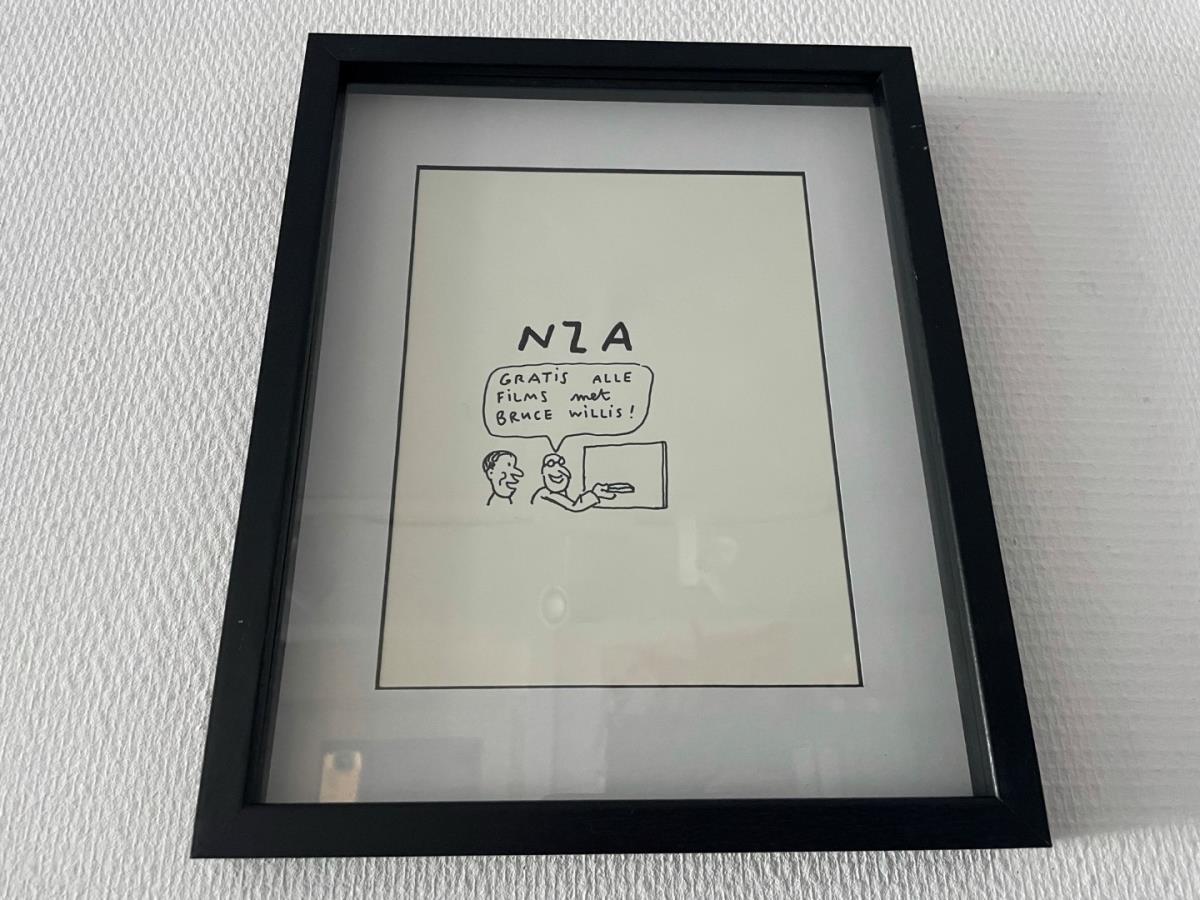 NZA
GRATIS ALLE
FILMS met
BRUCE WILLIS!